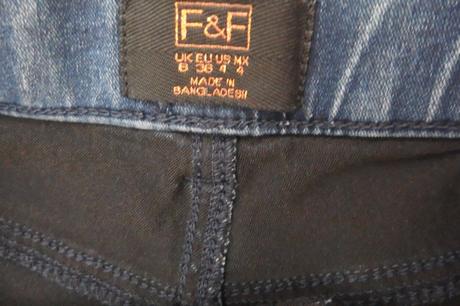 F&F
UK EU US MX
8 36 4 4
MADE IN
BANGLADESH